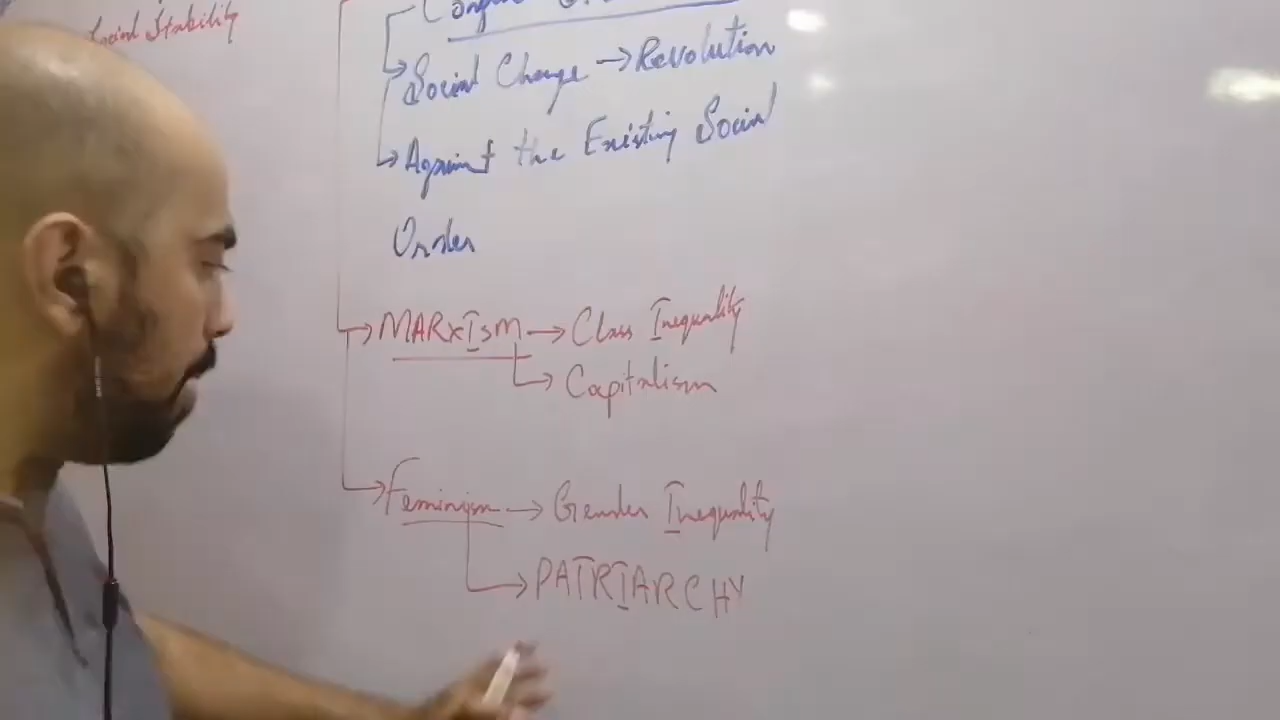 Social Stability
Social Change → Revolution
→ Against the Existing Social
Order
→ MARXISM → Class Inequality
→ Capitalism
→ Feminism → Gender Inequality
→ PATRIARCHY